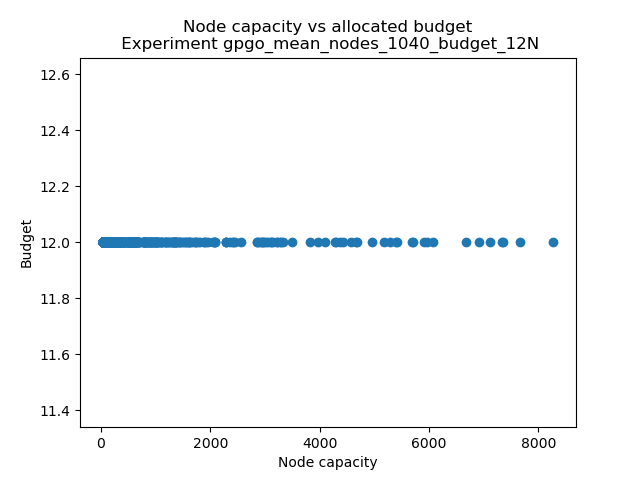 Node capacity vs allocated budget
Experiment gpgo_mean_nodes_1040_budget_12N
12.6
12.4
12.2
12.0
11.8
11.6
11.4
Budget
0 2000 4000 6000 8000
Node capacity